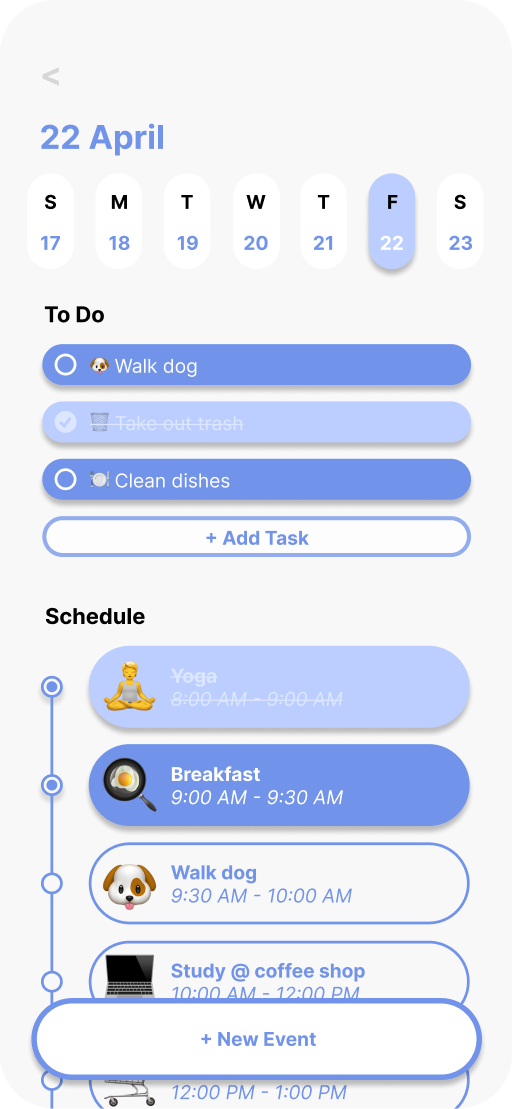 <
22 April
S M T W T F S
17 18 19 20 21 22 23
To Do
Walk dog
Take out trash
Clean dishes
+ Add Task
Schedule
Yoga
8:00 AM - 9:00 AM
Breakfast
9:00 AM - 9:30 AM
Walk dog
9:30 AM - 10:00 AM
Study @ coffee shop
10:00 AM - 12:00 PM
+ New Event
12:00 PM - 1:00 PM